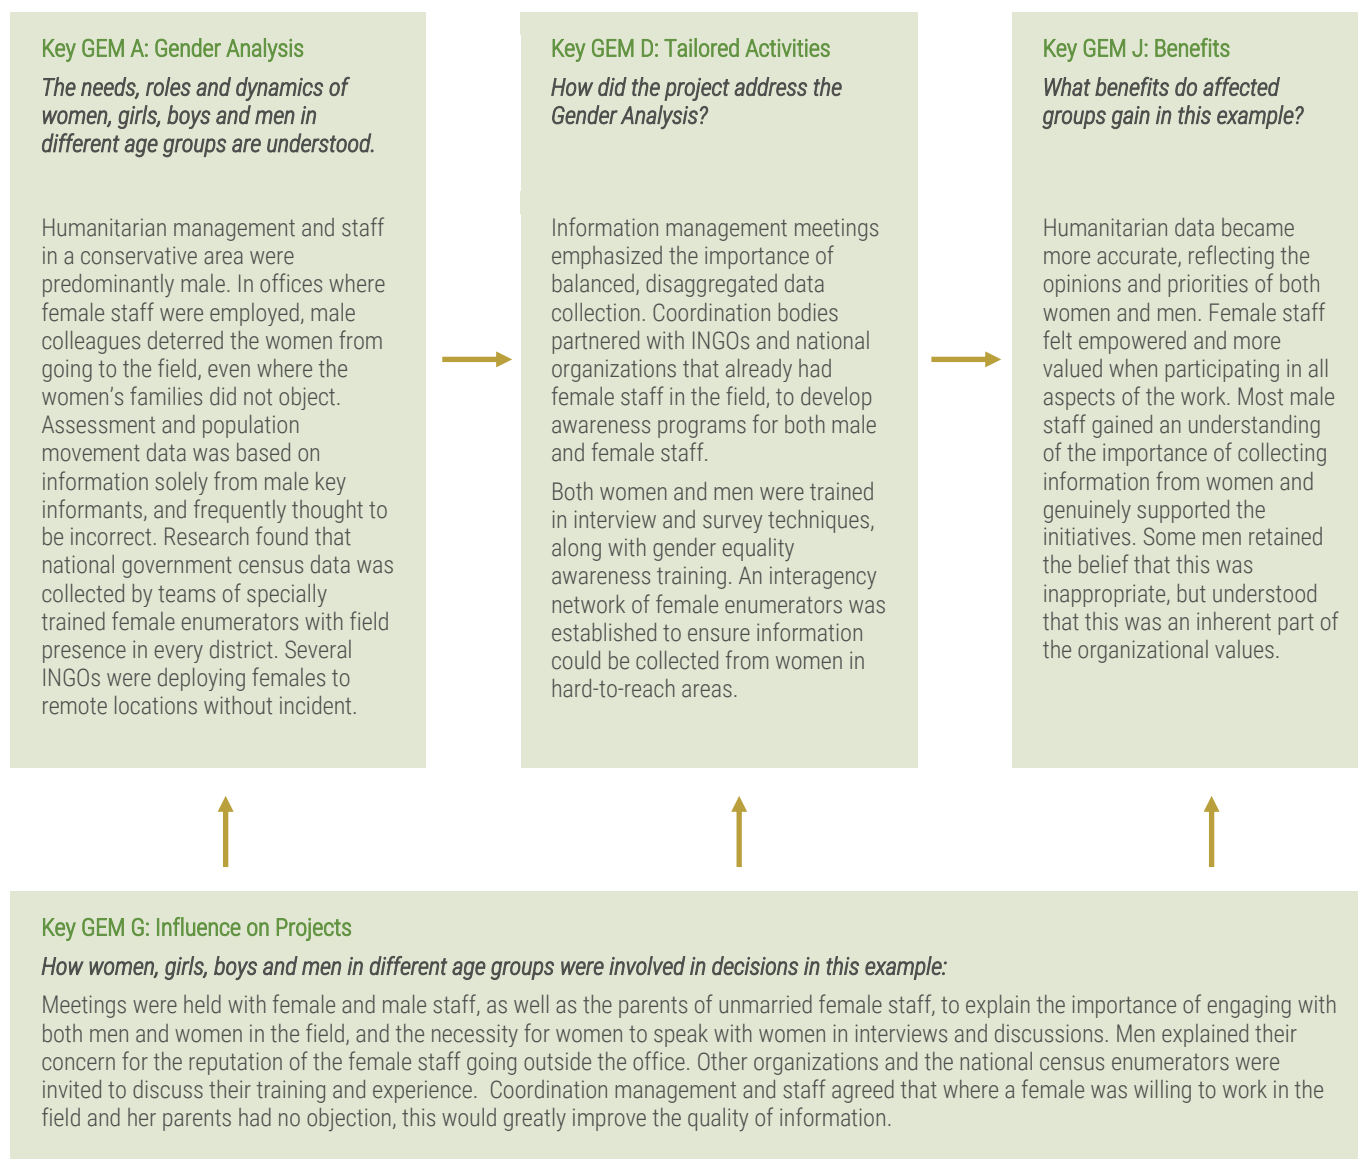 Key GEM A: Gender Analysis
The needs, roles and dynamics of
women, girls, boys and men in
different age groups are understood.
Humanitarian management and staff
in a conservative area were
predominantly male. In offices where
female staff were employed, male
colleagues deterred the women from
going to the field, even where the
women's families did not object.
Assessment and population
movement data was based on
information solely from male key
informants, and frequently thought to
be incorrect. Research found that
national government census data was
collected by teams of specially
trained female enumerators with field
presence in every district. Several
INGOs were deploying females to
remote locations without incident.
Key GEM D: Tailored Activities
How did the project address the
Gender Analysis?
Information management meetings
emphasized the importance of
balanced, disaggregated data
collection. Coordination bodies
partnered with INGOs and national
organizations that already had
female staff in the field, to develop
awareness programs for both male
and female staff.
Both women and men were trained
in interview and survey techniques,
along with gender equality
awareness training. An interagency
network of female enumerators was
established to ensure information
could be collected from women in
hard-to-reach areas.
Key GEM J: Benefits
What benefits do affected
groups gain in this example?
Humanitarian data became
more accurate, reflecting the
opinions and priorities of both
women and men. Female staff
felt empowered and more
valued when participating in all
aspects of the work. Most male
staff gained an understanding
of the importance of collecting
information from women and
genuinely supported the
initiatives. Some men retained
the belief that this was
inappropriate, but understood
that this was an inherent part of
the organizational values.
Key GEM G: Influence on Projects
How women, girls, boys and men in different age groups were involved in decisions in this example:
Meetings were held with female and male staff, as well as the parents of unmarried female staff, to explain the importance of engaging with
both men and women in the field, and the necessity for women to speak with women in interviews and discussions. Men explained their
concern for the reputation of the female staff going outside the office. Other organizations and the national census enumerators were
invited to discuss their training and experience.  Coordination management and staff agreed that where a female was willing to work in the
field and her parents had no objection, this would greatly improve the quality of information.